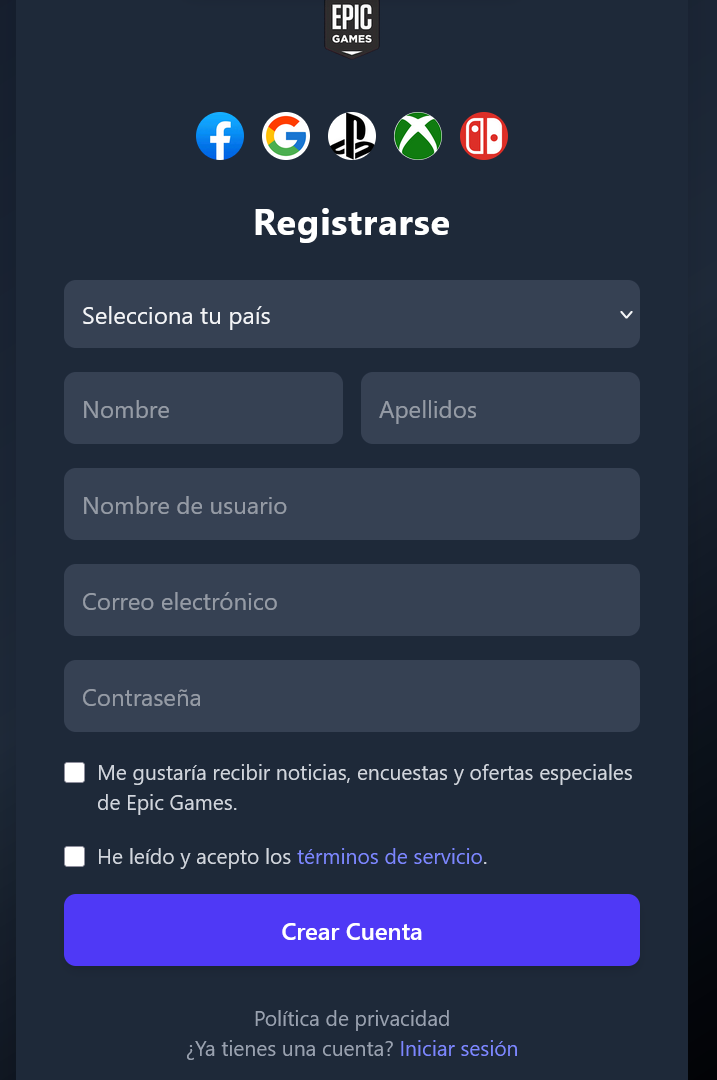 EPIC
GAMES
Registrarse
Selecciona tu país
Nombre
Apellidos
Nombre de usuario
Correo electrónico
Contraseña
Me gustaría recibir noticias, encuestas y ofertas especiales
de Epic Games.
He leído y acepto los términos de servicio.
Crear Cuenta
Política de privacidad
¿Ya tienes una cuenta? Iniciar sesión